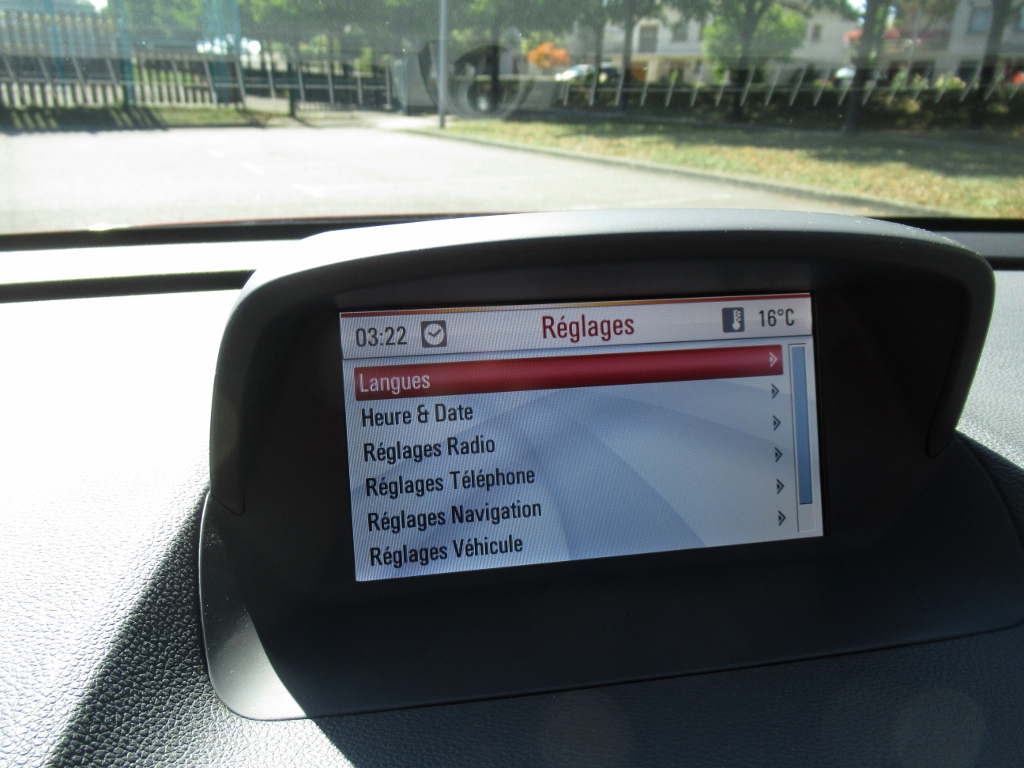 03:22 Réglages 16°C
Langues
Heure & Date
Réglages Radio
Réglages Téléphone
Réglages Navigation
Réglages Véhicule